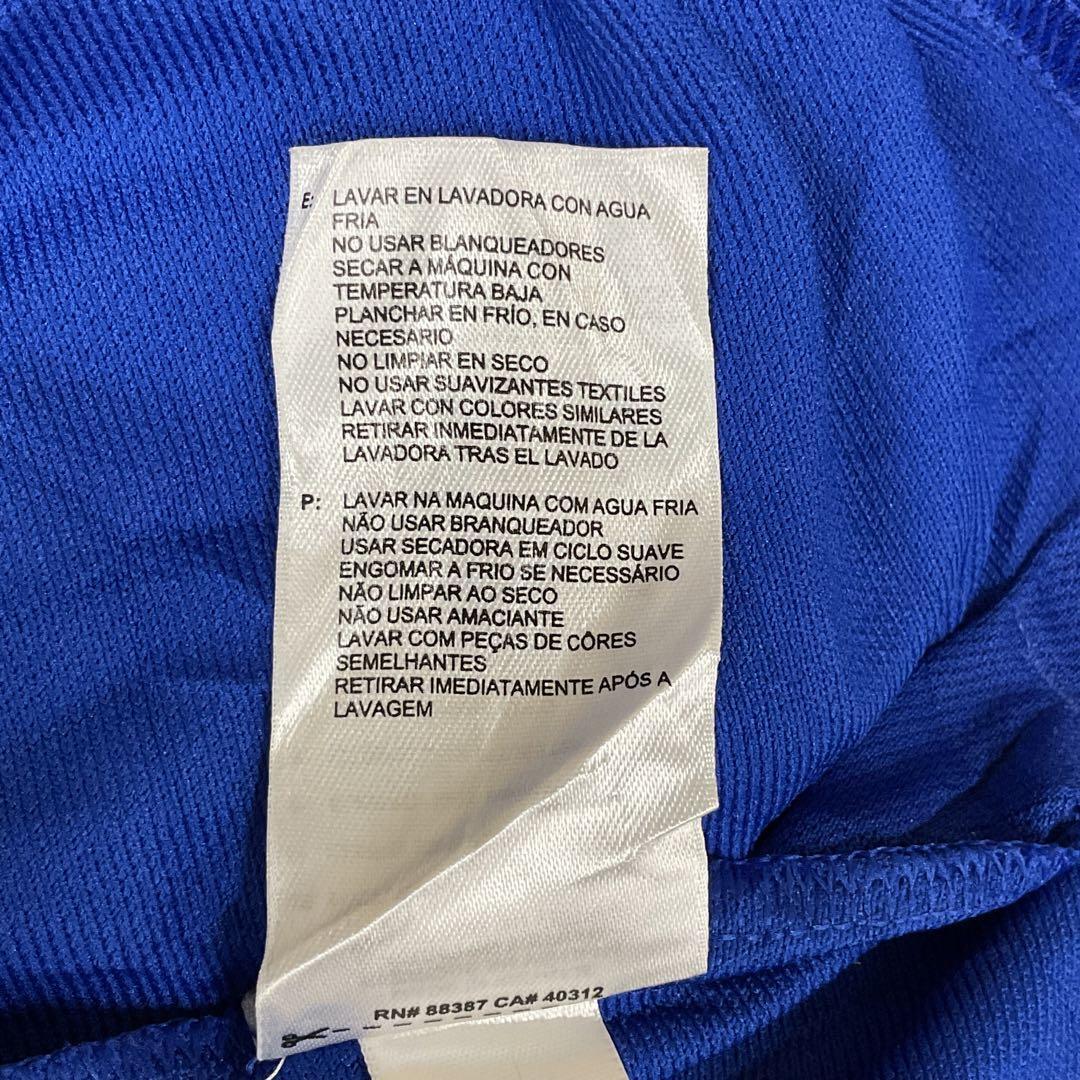 E: LAVAR EN LAVADORA CON AGUA
FRIA
NO USAR BLANQUEADORES
SECAR A MÁQUINA CON
TEMPERATURA BAJA
PLANCHAR EN FRÍO, EN CASO
NECESARIO
NO LIMPIAR EN SECO
NO USAR SUAVIZANTES TEXTILES
LAVAR CON COLORES SIMILARES
RETIRAR INMEDIATAMENTE DE LA
LAVADORA TRAS EL LAVADO
P: LAVAR NA MAQUINA COM AGUA FRIA
NÃO USAR BRANQUEADOR
USAR SECADORA EM CICLO SUAVE
ENGOMAR A FRIO SE NECESSÁRIO
NÃO LIMPAR AO SECO
NÃO USAR AMACIANTE
LAVAR COM PEÇAS DE CÔRES
SEMELHANTES
RETIRAR IMEDIATAMENTE APÓS A
LAVAGEM
RN# 88387 CA# 40312